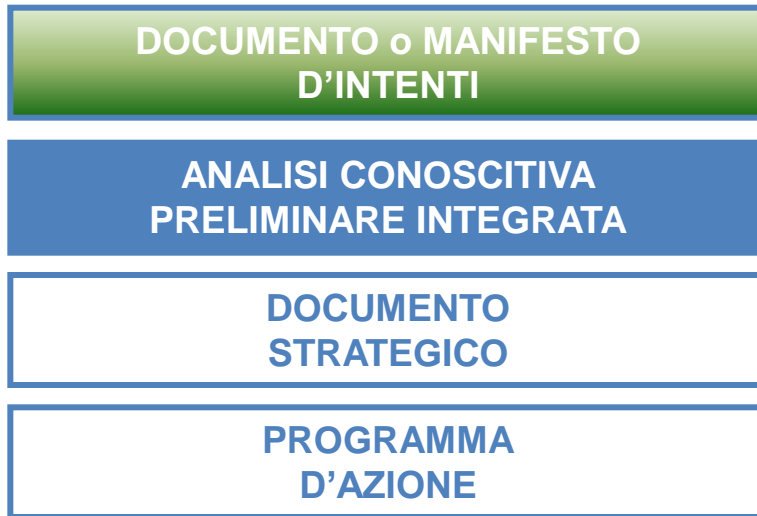 DOCUMENTO o MANIFESTO
D’INTENTI
ANALISI CONOSCITIVA
PRELIMINARE INTEGRATA
DOCUMENTO
STRATEGICO
PROGRAMMA
D’AZIONE